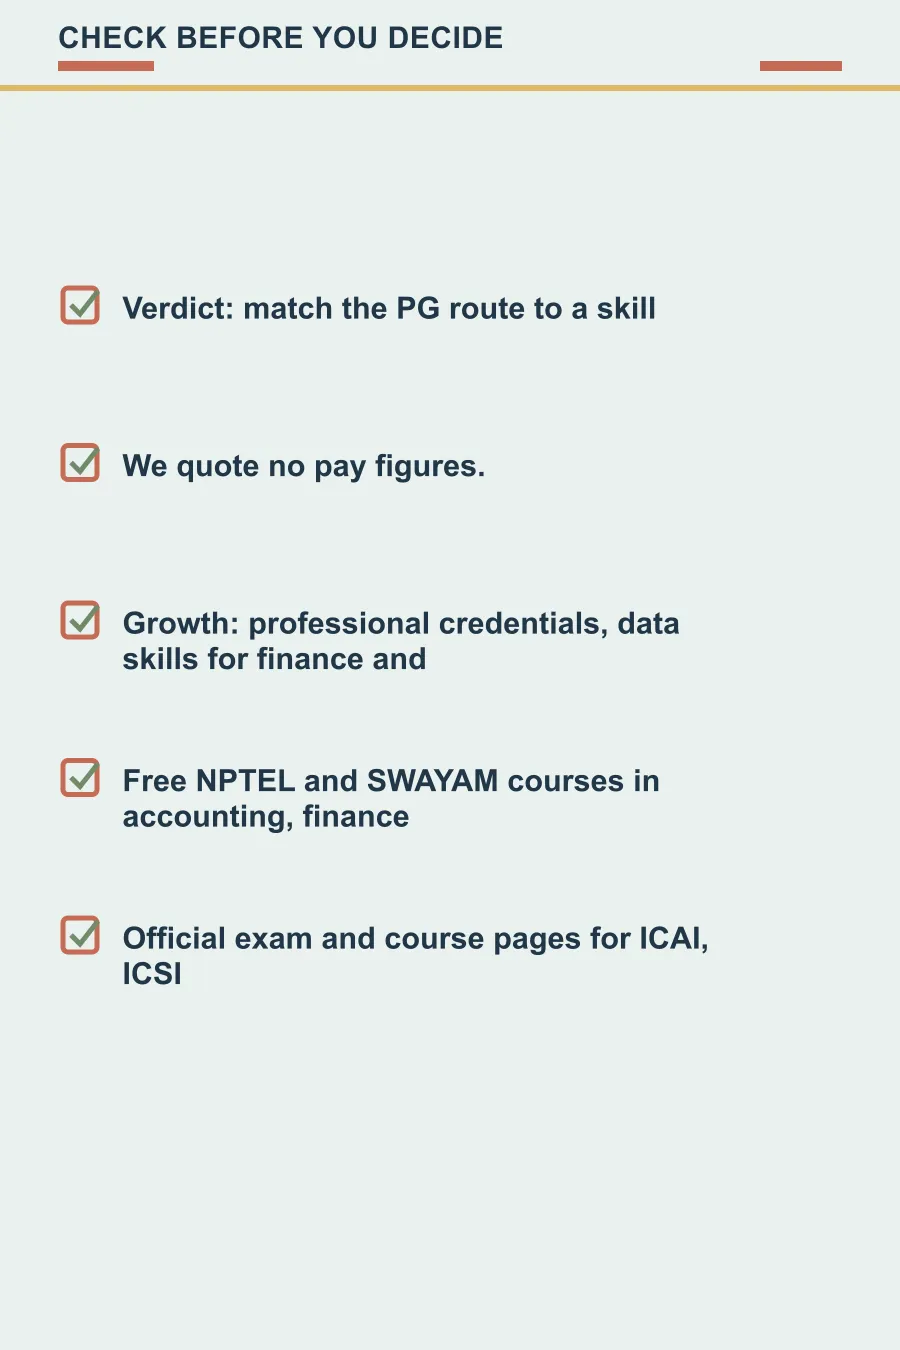 CHECK BEFORE YOU DECIDE
Verdict: match the PG route to a skill
We quote no pay figures.
Growth: professional credentials, data
skills for finance and
Free NPTEL and SWAYAM courses in
accounting, finance
Official exam and course pages for ICAI,
ICSI